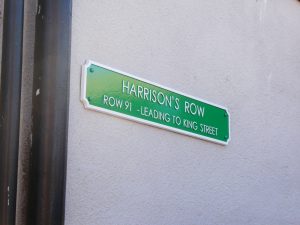 HARRISON'S ROW
ROW 91 - LEADING TO KING STREET